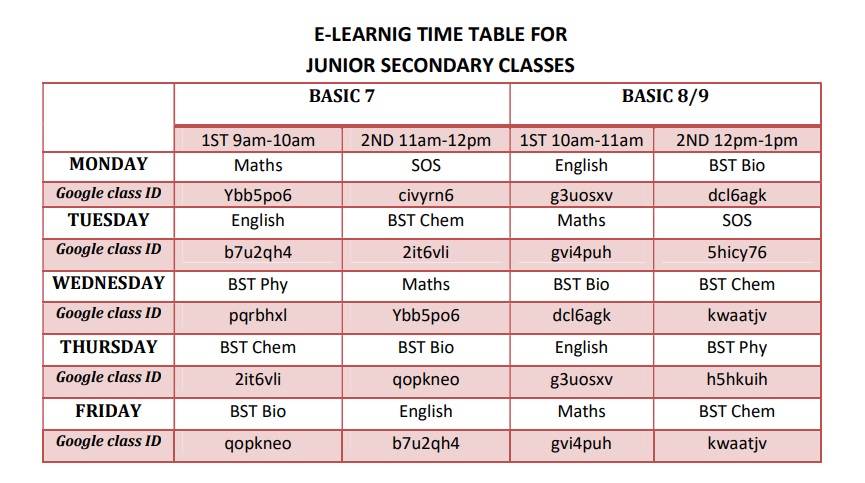 E-LEARNIG TIME TABLE FOR
JUNIOR SECONDARY CLASSES
BASIC 7 BASIC 8/9
1ST 9am-10am 2ND 11am-12pm 1ST 10am-11am 2ND 12pm-1pm
MONDAY Maths SOS English BST Bio
Google class ID Ybb5po6 civyrn6 g3uosxv dcl6agk
TUESDAY English BST Chem Maths SOS
Google class ID b7u2qh4 2it6vli gvi4puh 5hicy76
WEDNESDAY BST Phy Maths BST Bio BST Chem
Google class ID pqrbhxl Ybb5po6 dcl6agk kwaatjv
THURSDAY BST Chem BST Bio English BST Phy
Google class ID 2it6vli qopkneo g3uosxv h5hkuih
FRIDAY BST Bio English Maths BST Chem
Google class ID qopkneo b7u2qh4 gvi4puh kwaatjv